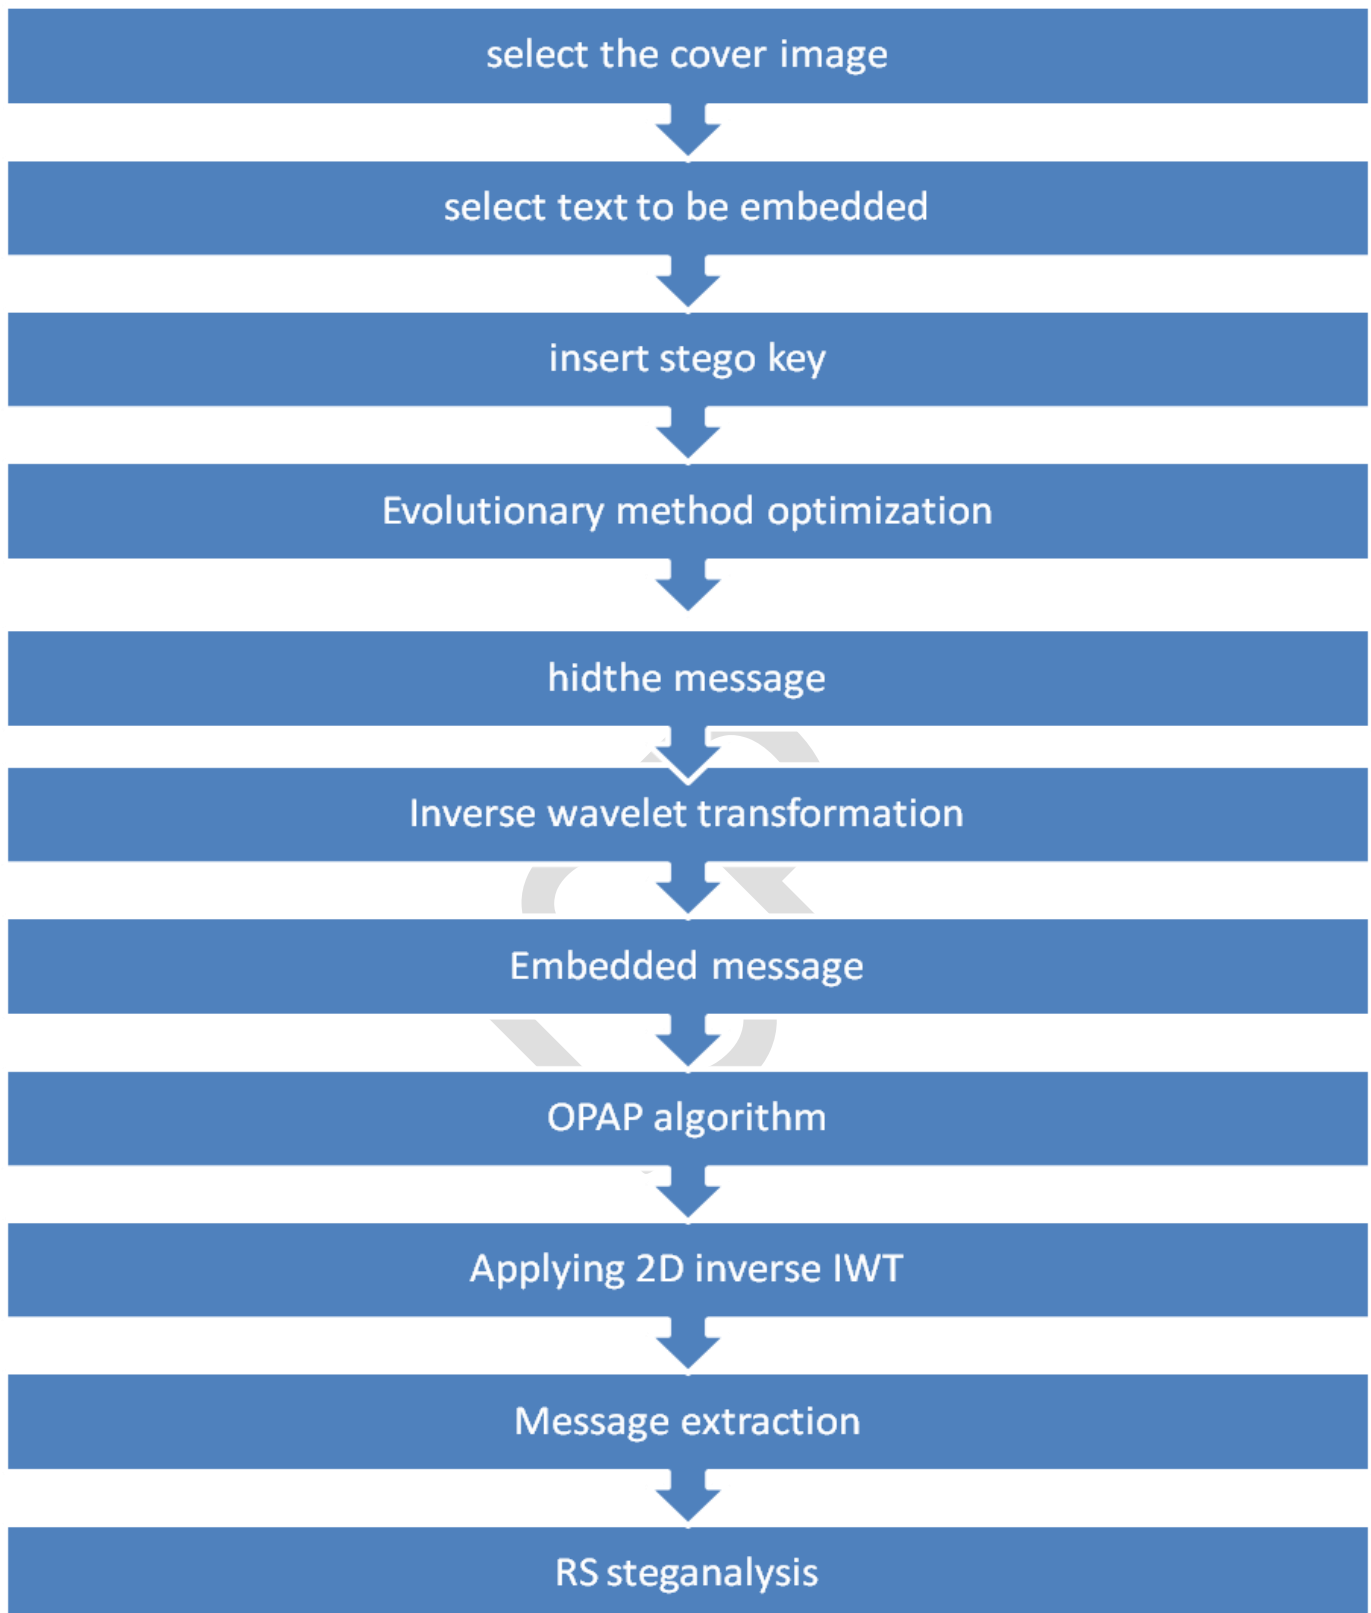 select the cover image
select text to be embedded
insert stego key
Evolutionary method optimization
hidthe message
Inverse wavelet transformation
Embedded message
OPAP algorithm
Applying 2D inverse IWT
Message extraction
RS steganalysis